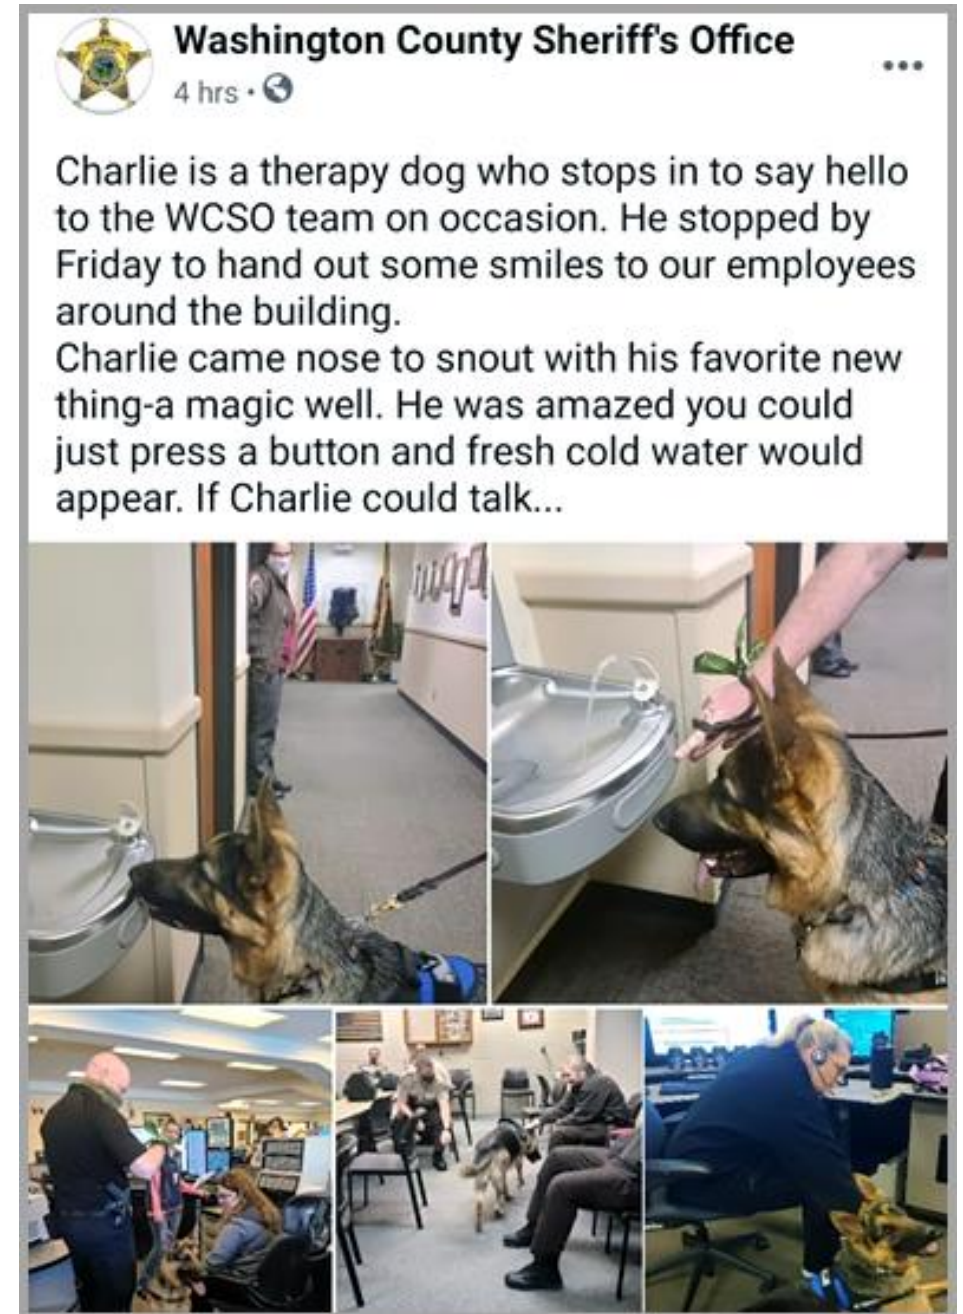 Washington County Sheriff's Office
4 hrs •
Charlie is a therapy dog who stops in to say hello
to the WCSO team on occasion. He stopped by
Friday to hand out some smiles to our employees
around the building.
Charlie came nose to snout with his favorite new
thing-a magic well. He was amazed you could
just press a button and fresh cold water would
appear. If Charlie could talk...